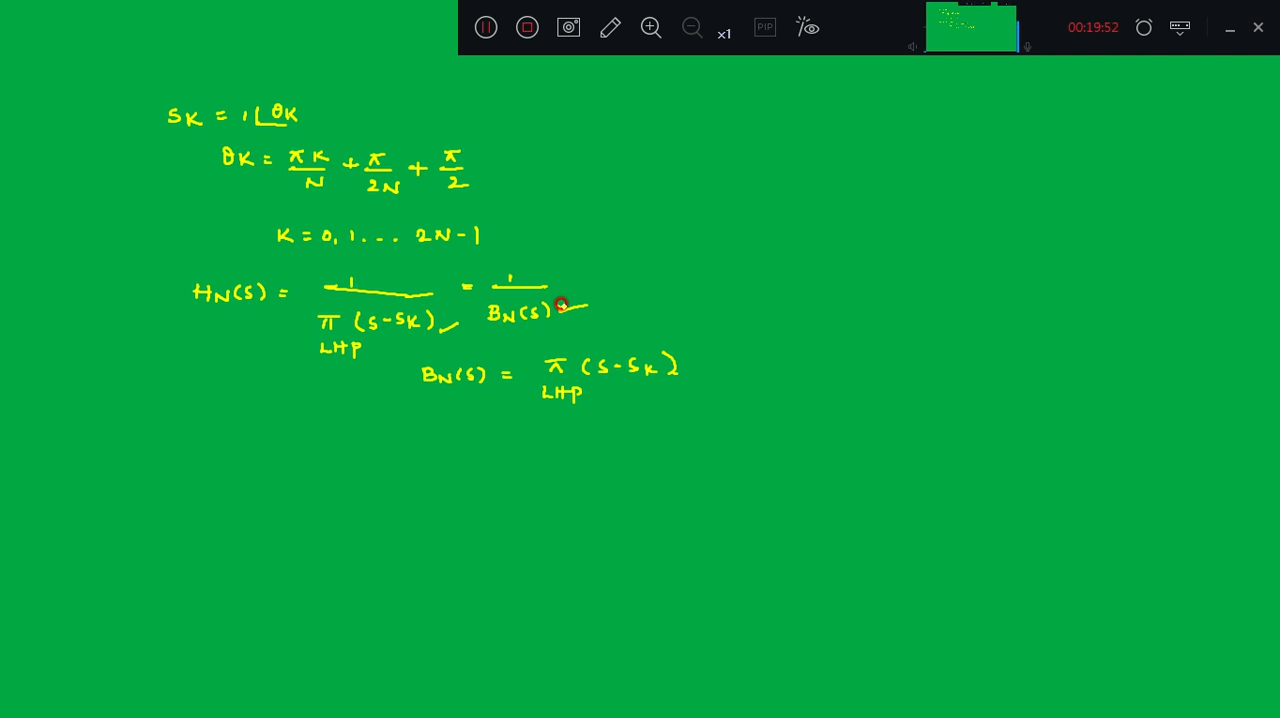 x1
PIP
00:19:52
SK = 1∠θK
θK = πK/N + π/2N + π/2
K = 0, 1 . . . 2N-1
HN(S) = 1/π(S-SK) LHP = 1/BN(S)
BN(S) = π(S-SK) LHP